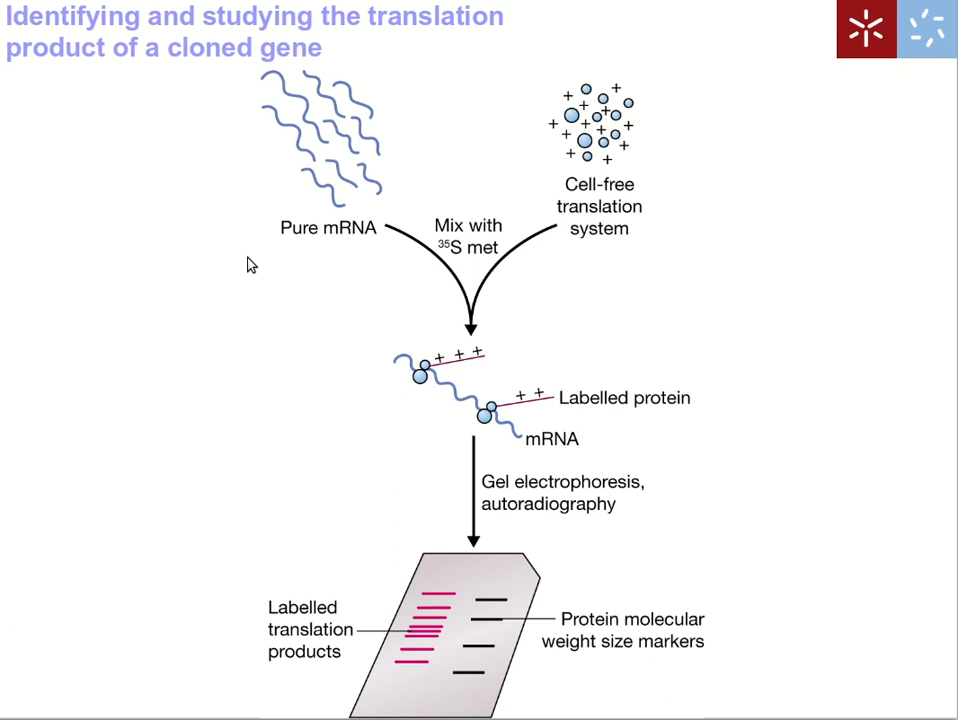 Identifying and studying the translation
product of a cloned gene
Pure mRNA
Mix with
³⁵S met
Cell-free
translation
system
Labelled protein
mRNA
Gel electrophoresis,
autoradiography
Labelled
translation
products
Protein molecular
weight size markers